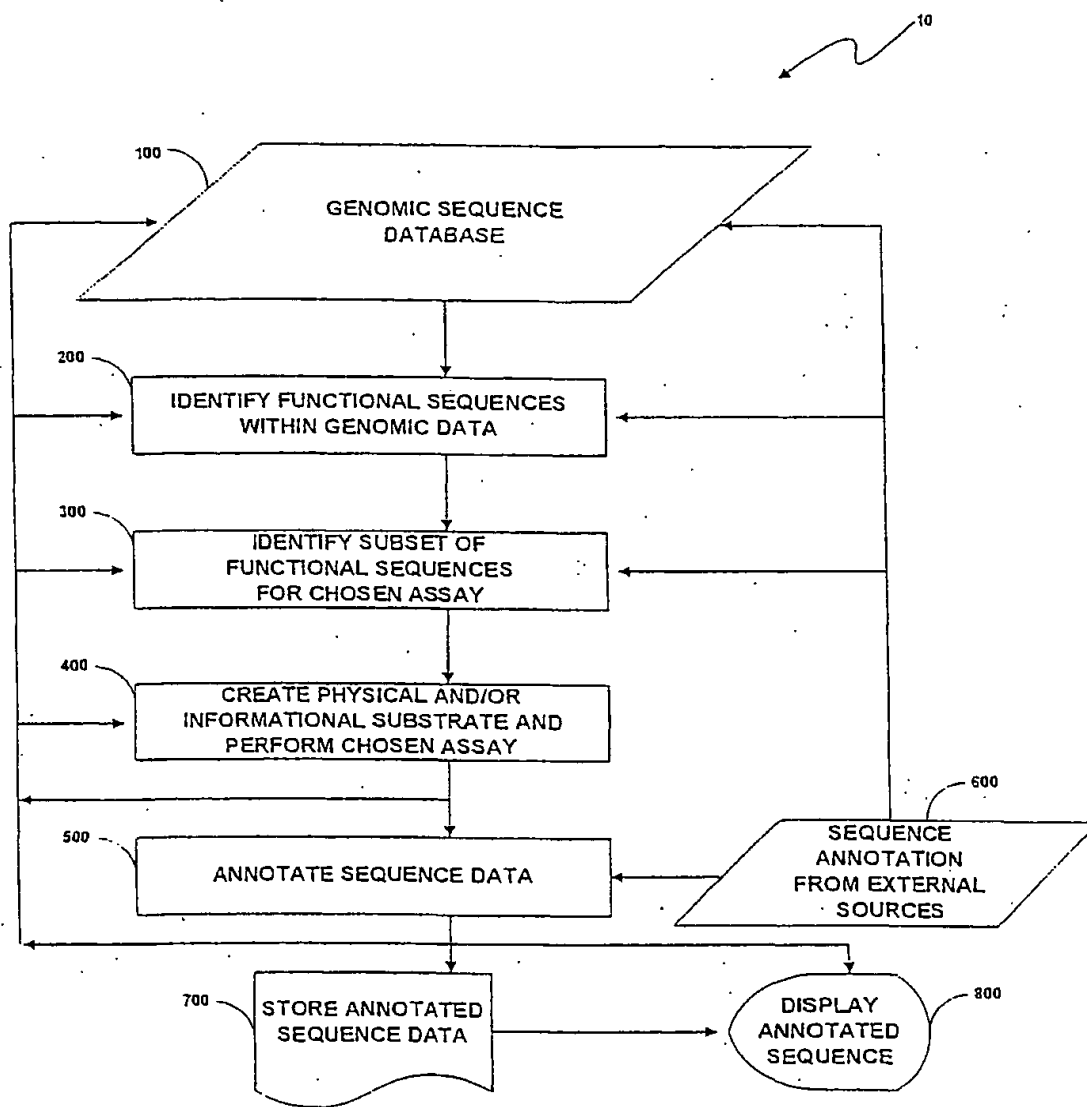 10
100
GENOMIC SEQUENCE
DATABASE
200
IDENTIFY FUNCTIONAL SEQUENCES
WITHIN GENOMIC DATA
300
IDENTIFY SUBSET OF
FUNCTIONAL SEQUENCES
FOR CHOSEN ASSAY
400
CREATE PHYSICAL AND/OR
INFORMATIONAL SUBSTRATE AND
PERFORM CHOSEN ASSAY
500
ANNOTATE SEQUENCE DATA
600
SEQUENCE
ANNOTATION
FROM EXTERNAL
SOURCES
700
STORE ANNOTATED
SEQUENCE DATA
800
DISPLAY
ANNOTATED
SEQUENCE